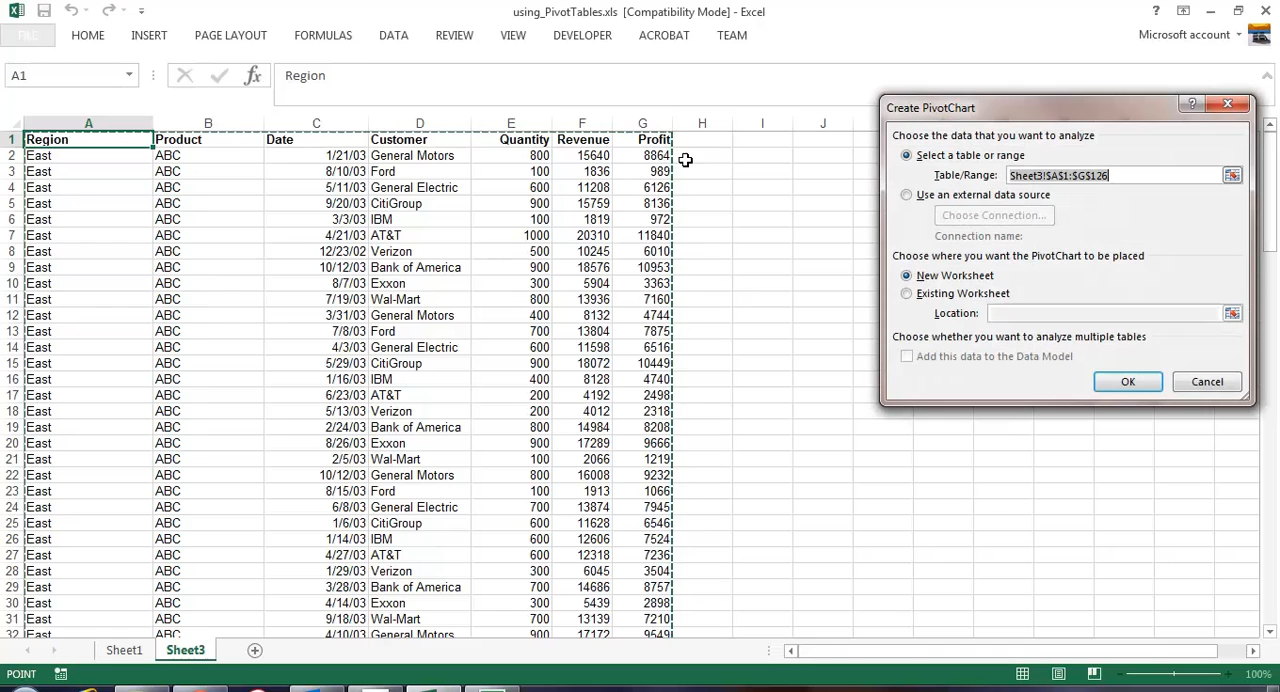 using_PivotTables.xls [Compatibility Mode] - Excel
FILE HOME INSERT PAGE LAYOUT FORMULAS DATA REVIEW VIEW DEVELOPER ACROBAT TEAM Microsoft account
A1 fx Region
A B C D E F G H I J
1 Region Product Date Customer Quantity Revenue Profit
2 East ABC 1/21/03 General Motors 800 15640 8864
3 East ABC 8/10/03 Ford 100 1836 989
4 East ABC 5/11/03 General Electric 600 11208 6126
5 East ABC 9/20/03 CitiGroup 900 15759 8136
6 East ABC 3/3/03 IBM 100 1819 972
7 East ABC 4/21/03 AT&T 1000 20310 11840
8 East ABC 12/23/02 Verizon 500 10245 6010
9 East ABC 10/12/03 Bank of America 900 18576 10953
10 East ABC 8/7/03 Exxon 300 5904 3363
11 East ABC 7/19/03 Wal-Mart 800 13936 7160
12 East ABC 3/31/03 General Motors 400 8132 4744
13 East ABC 7/8/03 Ford 700 13804 7875
14 East ABC 4/3/03 General Electric 600 11598 6516
15 East ABC 5/29/03 CitiGroup 900 18072 10449
16 East ABC 1/16/03 IBM 400 8128 4740
17 East ABC 6/23/03 AT&T 200 4192 2498
18 East ABC 5/13/03 Verizon 200 4012 2318
19 East ABC 2/24/03 Bank of America 800 14984 8208
20 East ABC 8/26/03 Exxon 900 17289 9666
21 East ABC 2/5/03 Wal-Mart 100 2066 1219
22 East ABC 10/12/03 General Motors 800 16008 9232
23 East ABC 8/15/03 Ford 100 1913 1066
24 East ABC 6/8/03 General Electric 700 13874 7945
25 East ABC 1/6/03 CitiGroup 600 11628 6546
26 East ABC 1/14/03 IBM 600 12606 7524
27 East ABC 4/27/03 AT&T 600 12318 7236
28 East ABC 1/29/03 Verizon 300 6045 3504
29 East ABC 3/28/03 Bank of America 700 14686 8757
30 East ABC 4/14/03 Exxon 300 5439 2898
31 East ABC 9/18/03 Wal-Mart 700 13139 7210
32 East ABC 4/10/03 General Motors 900 17172 9549
Create PivotChart
Choose the data that you want to analyze
Select a table or range
Table/Range: Sheet3!$A$1:$G$126
Use an external data source
Choose Connection...
Connection name:
Choose where you want the PivotChart to be placed
New Worksheet
Existing Worksheet
Location:
Choose whether you want to analyze multiple tables
Add this data to the Data Model
OK Cancel
Sheet1 Sheet3
POINT 100%